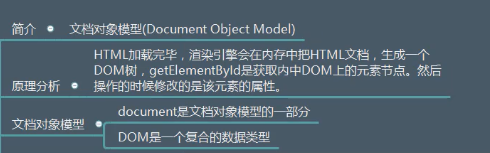 简介 文档对象模型(Document Object Model)
HTML加载完毕，渲染引擎会在内存中把HTML文档，生成一个
DOM树，getElementById是获取内中DOM上的元素节点。然后
原理分析 操作的时候修改的是该元素的属性。
document是文档对象模型的一部分
文档对象模型
DOM是一个复合的数据类型